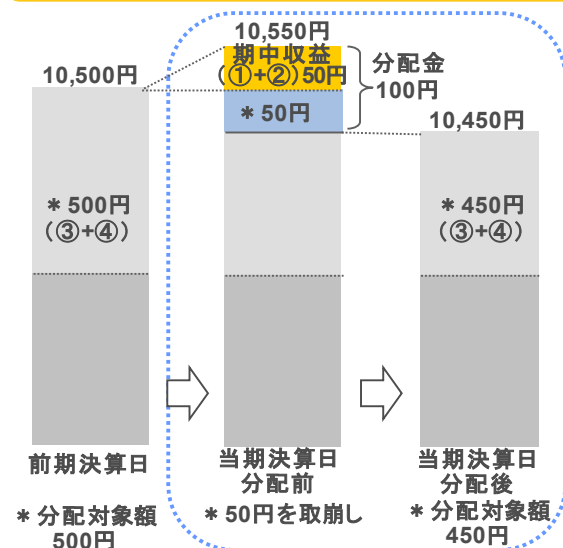 10,500円
＊500円
（③+④）
前期決算日
＊分配対象額
500円
10,550円
期中収益
（①+②）50円
＊50円
分配金
100円
当期決算日
分配前
＊50円を取崩し
10,450円
＊450円
（③+④）
当期決算日
分配後
＊分配対象額
450円